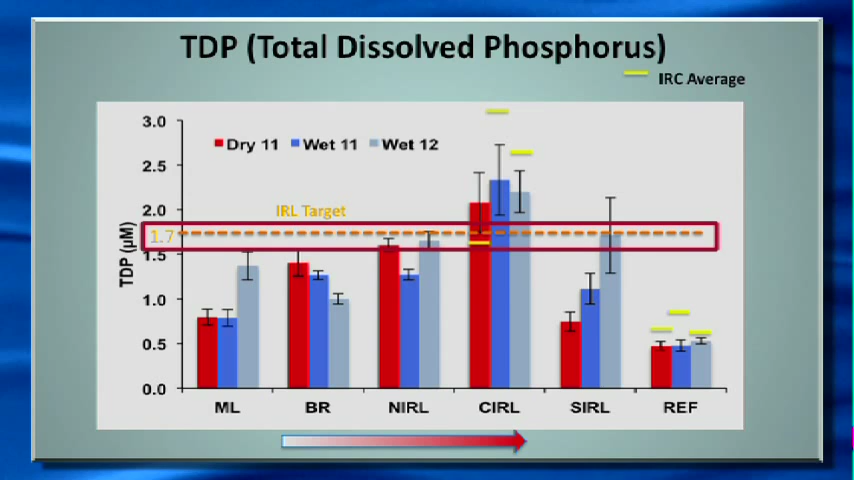 TDP (Total Dissolved Phosphorus)
IRC Average
Dry 11 Wet 11 Wet 12
IRL Target
TDP (µM)
3.0
2.5
2.0
1.7
1.5
1.0
0.5
0.0
ML BR NIRL CIRL SIRL REF